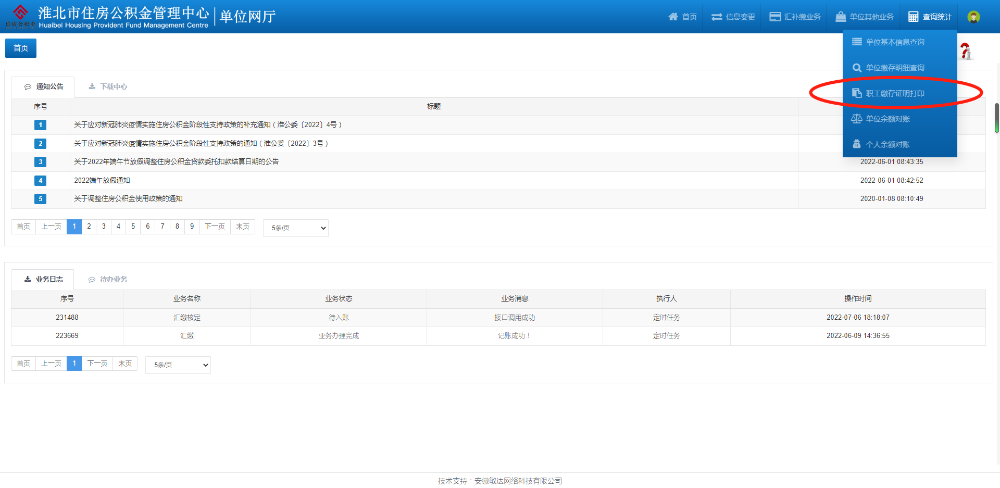 住房公积金
淮北市住房公积金管理中心
Huaibei Housing Provident Fund Management Centre
单位网厅
首页 信息变更 汇补缴业务 单位其他业务 查询统计
首页
单位基本信息查询
单位缴存明细查询
职工缴存证明打印
单位余额对账
个人余额对账
通知公告 下载中心
序号 标题
1 关于应对新冠肺炎疫情实施住房公积金阶段性支持政策的补充通知(淮公委〔2022〕4号)
2 关于应对新冠肺炎疫情实施住房公积金阶段性支持政策的通知(淮公委〔2022〕3号)
3 关于2022年端午节放假调整住房公积金贷款委托扣款结算日期的公告 2022-06-01 08:43:35
4 2022端午放假通知 2022-06-01 08:42:52
5 关于调整住房公积金使用政策的通知 2020-01-08 08:10:49
首页 上一页 1 2 3 4 5 6 7 8 9 下一页 末页 5条/页
业务日志 待办业务
序号 业务名称 业务状态 业务消息 执行人 操作时间
231488 汇缴核定 待入账 接口调用成功 定时任务 2022-07-06 18:18:07
223669 汇缴 业务办理完成 记账成功! 定时任务 2022-06-09 14:36:55
首页 上一页 1 下一页 末页 5条/页
技术支持:安徽敏达网络科技有限公司